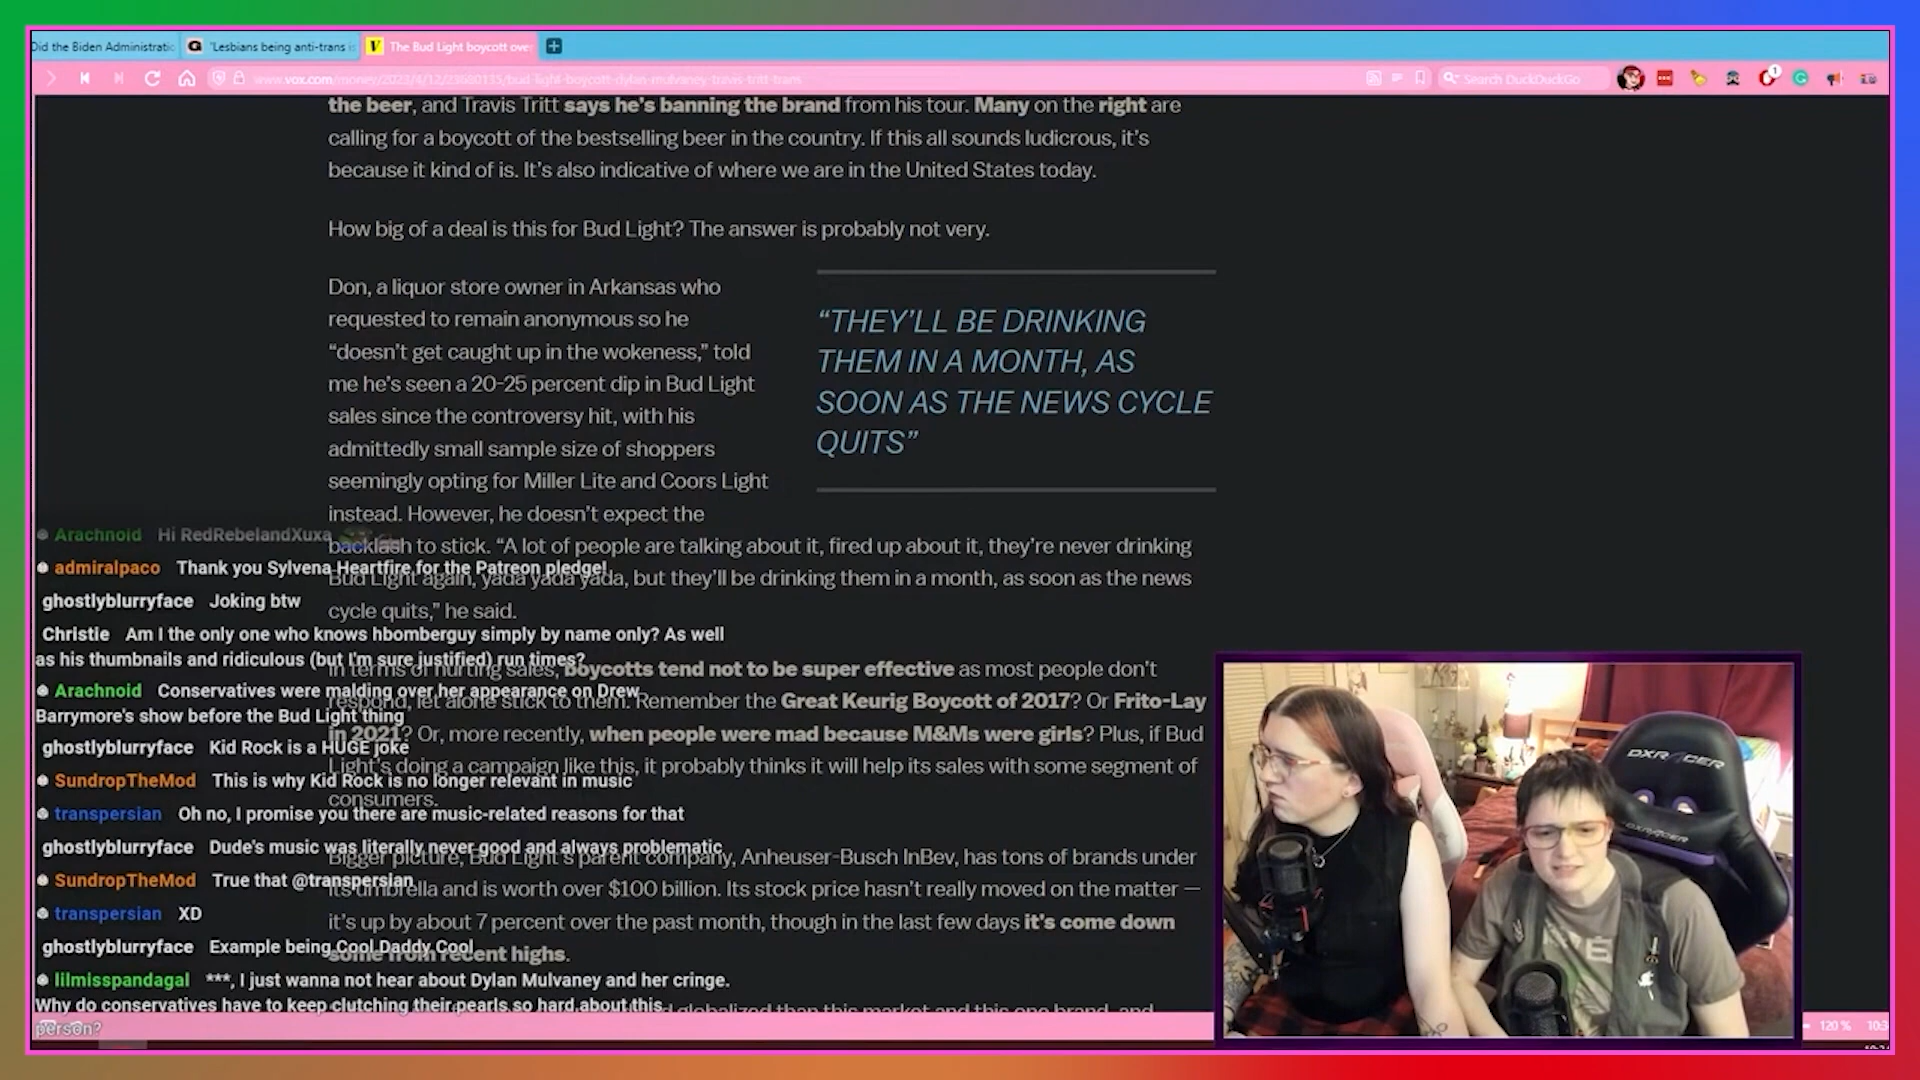 Did the Biden Administratic
"Lesbians being anti-trans is
The Bud Light boycott over
www.vox.com/money/2023/4/12/23680135/bud-light-boycott-dylan-mulvaney-travis-tritt-trans
Search DuckDuckGo
1
the beer, and Travis Tritt says he's banning the brand from his tour. Many on the right are
calling for a boycott of the bestselling beer in the country. If this all sounds ludicrous, it's
because it kind of is. It's also indicative of where we are in the United States today.
How big of a deal is this for Bud Light? The answer is probably not very.
Don, a liquor store owner in Arkansas who
requested to remain anonymous so he
“doesn't get caught up in the wokeness,” told
me he's seen a 20-25 percent dip in Bud Light
sales since the controversy hit, with his
admittedly small sample size of shoppers
seemingly opting for Miller Lite and Coors Light
instead. However, he doesn't expect the
backlash to stick. “A lot of people are talking about it, fired up about it, they're never drinking
Bud Light again, yada yada yada, but they'll be drinking them in a month, as soon as the news
cycle quits,” he said.
“THEY'LL BE DRINKING
THEM IN A MONTH, AS
SOON AS THE NEWS CYCLE
QUITS”
In terms of hurting sales, boycotts tend not to be super effective as most people don't
respond, let alone stick to them. Remember the Great Keurig Boycott of 2017? Or Frito-Lay
in 2021? Or, more recently, when people were mad because M&Ms were girls? Plus, if Bud
Light's doing a campaign like this, it probably thinks it will help its sales with some segment of
consumers.
Bigger picture, Bud Light's parent company, Anheuser-Busch InBev, has tons of brands under
its umbrella and is worth over $100 billion. Its stock price hasn't really moved on the matter —
it's up by about 7 percent over the past month, though in the last few days it's come down
some from recent highs.
globalized than this market and this one brand, and
Arachnoid Hi RedRebelandXuxa
admiralpaco Thank you Sylvena Heartfire for the Patreon pledge!
ghostlyblurryface Joking btw
Christie Am I the only one who knows hbomberguy simply by name only? As well
as his thumbnails and ridiculous (but I'm sure justified) run times?
Arachnoid Conservatives were malding over her appearance on Drew
Barrymore's show before the Bud Light thing
ghostlyblurryface Kid Rock is a HUGE joke
SundropTheMod This is why Kid Rock is no longer relevant in music
transpersian Oh no, I promise you there are music-related reasons for that
ghostlyblurryface Dude's music was literally never good and always problematic
SundropTheMod True that @transpersian
transpersian XD
ghostlyblurryface Example being Cool Daddy Cool
lilmisspandagal ***, I just wanna not hear about Dylan Mulvaney and her cringe.
Why do conservatives have to keep clutching their pearls so hard about this
person?
DXRACER
DXRACER
120 %